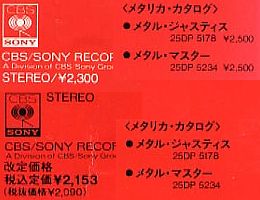 CBS
SONY
CBS/SONY RECOR
A Division of CBS/Sony Grou
STEREO/¥2,300
〈メタリカ・カタログ〉
●メタル・ジャスティス
25DP 5178 ¥2,500
●メタル・マスター
25DP 5234 ¥2,500
CBS
SONY
STEREO
CBS/SONY RECOR
A Division of CBS/Sony Grou
改定価格
税込定価¥2,153
(税抜価格¥2,090)
〈メタリカ・カタログ〉
●メタル・ジャスティス
25DP 5178
●メタル・マスター
25DP 5234